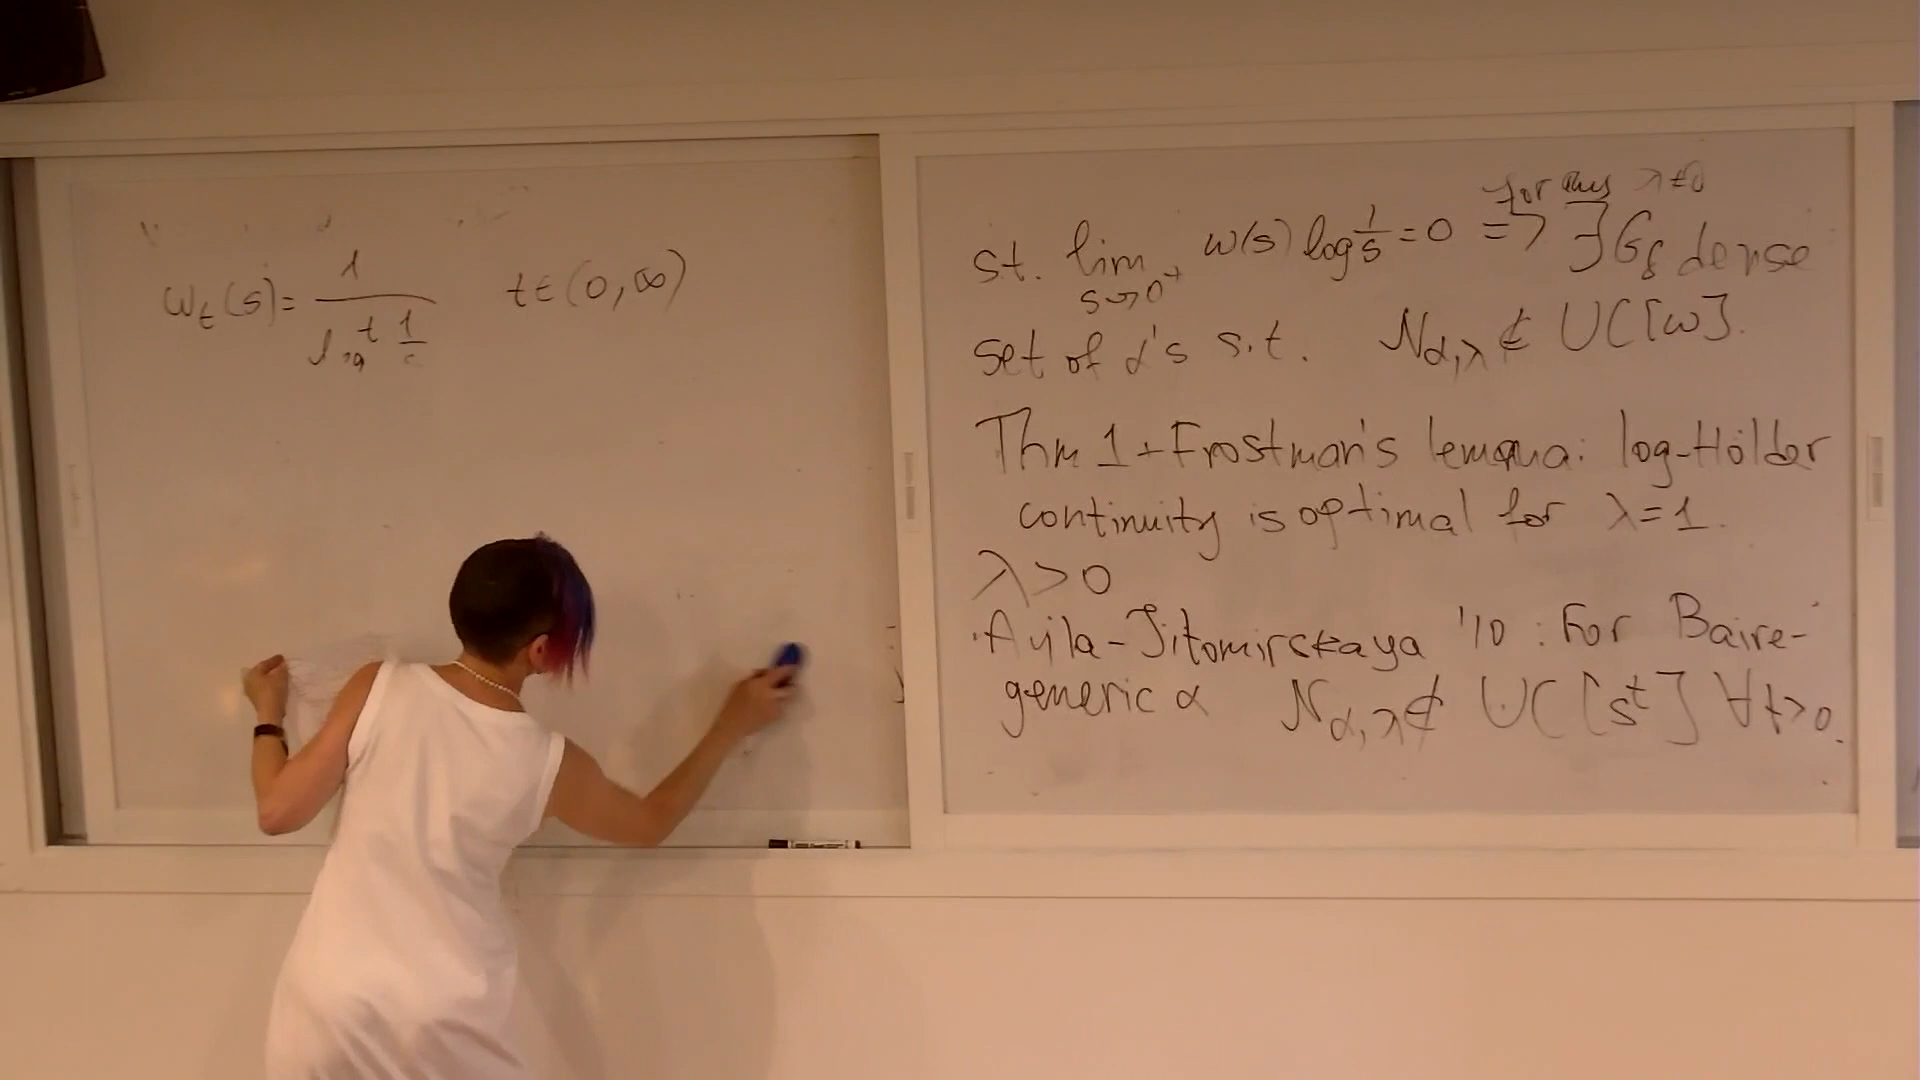 ω_t(s) = 1 / log^t 1/s   t∈(0,∞)
for any λ≠0
st. lim_{s→0⁺} w(s) log 1/s = 0 ⇒ ∃ G_δ dense
set of α's s.t. N_{α,λ} ∉ UC[ω].
Thm 1 + Frostman's lemma: log-Hölder
continuity is optimal for λ=1.
λ>0
·Avila-Jitomirskaya '10: For Baire-
generic α N_{α,λ} ∉ UC[s^t] ∀t>0.